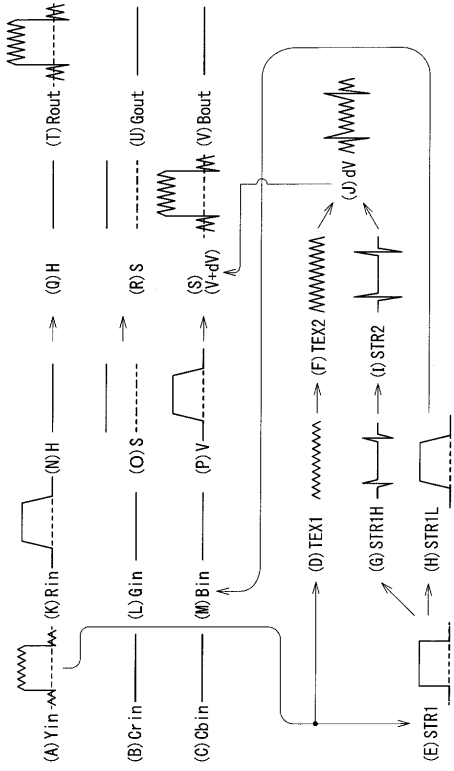 (A) Yin
(K) Rin
(N) H
(Q) H
(T) Rout
(B) Crin
(L) Gin
(O) S
(R) S
(U) Gout
(C) Cbin
(M) Bin
(P) V
(S)
(V+dV)
(V) Bout
(J) dV
(D) TEX1
(F) TEX2
(G) STR1H
(I) STR2
(E) STR1
(H) STR1L